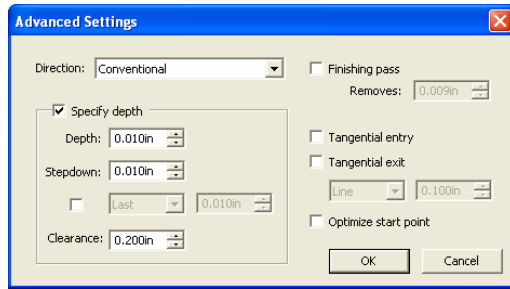 Advanced Settings
Direction: Conventional
Specify depth
Depth: 0.010in
Stepdown: 0.010in
Last 0.010in
Clearance: 0.200in
Finishing pass
Removes: 0.009in
Tangential entry
Tangential exit
Line 0.100in
Optimize start point
OK Cancel